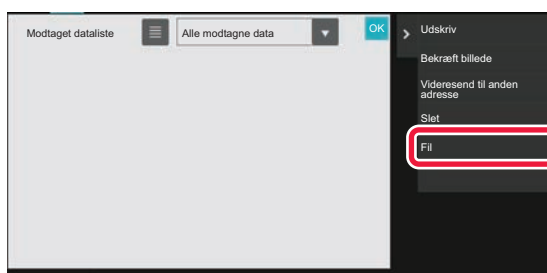 Modtaget dataliste
Alle modtagne data
OK
Udskriv
Bekræft billede
Videresend til anden
adresse
Slet
Fil